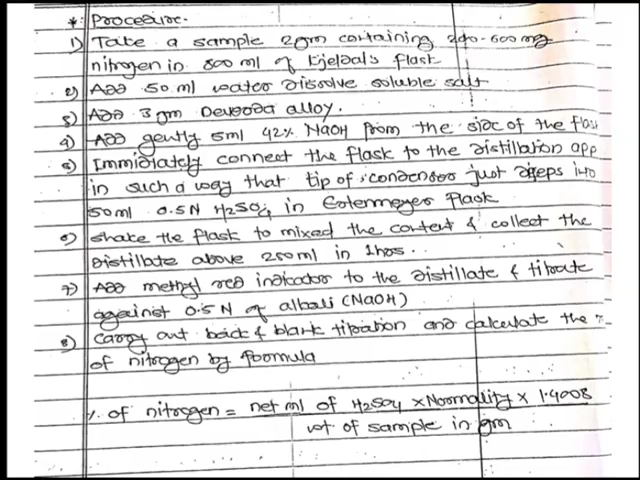 * Procedure.
1) Take a sample 2gm containing 200-500 mg
nitrogen in 800 ml of kjeldal's flask
2) Add 50 ml water dissolve soluble salt
3) Add 3 gm Devarda alloy.
4) Add gently 5ml 42% NaOH from the side of the flask
5) Immidiately connect the flask to the distillation app
in such a way that tip of condensor just dips into
50ml 0.5N H2SO4 in Eolermeyer flask
6) shake the flask to mixed the content & collect the
distillate above 250 ml in 1hrs.
7) Add methyl red indicator to the distillate & titrate
against 0.5 N of alkali (NaOH)
8) Carry out back & blank titration and calculate the %
of nitrogen by formula
% of nitrogen = net ml of H2SO4 × Normality × 1.4008
wt of sample in gm